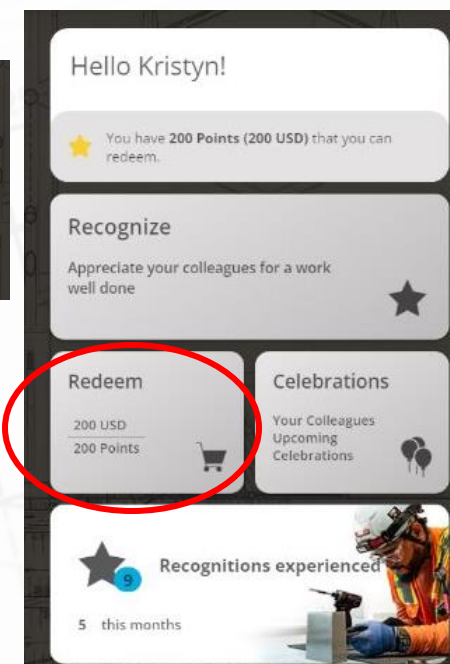 Hello Kristyn!
You have 200 Points (200 USD) that you can
redeem.
Recognize
Appreciate your colleagues for a work
well done
Redeem
200 USD
200 Points
Celebrations
Your Colleagues
Upcoming
Celebrations
9
Recognitions experienced
5 this months